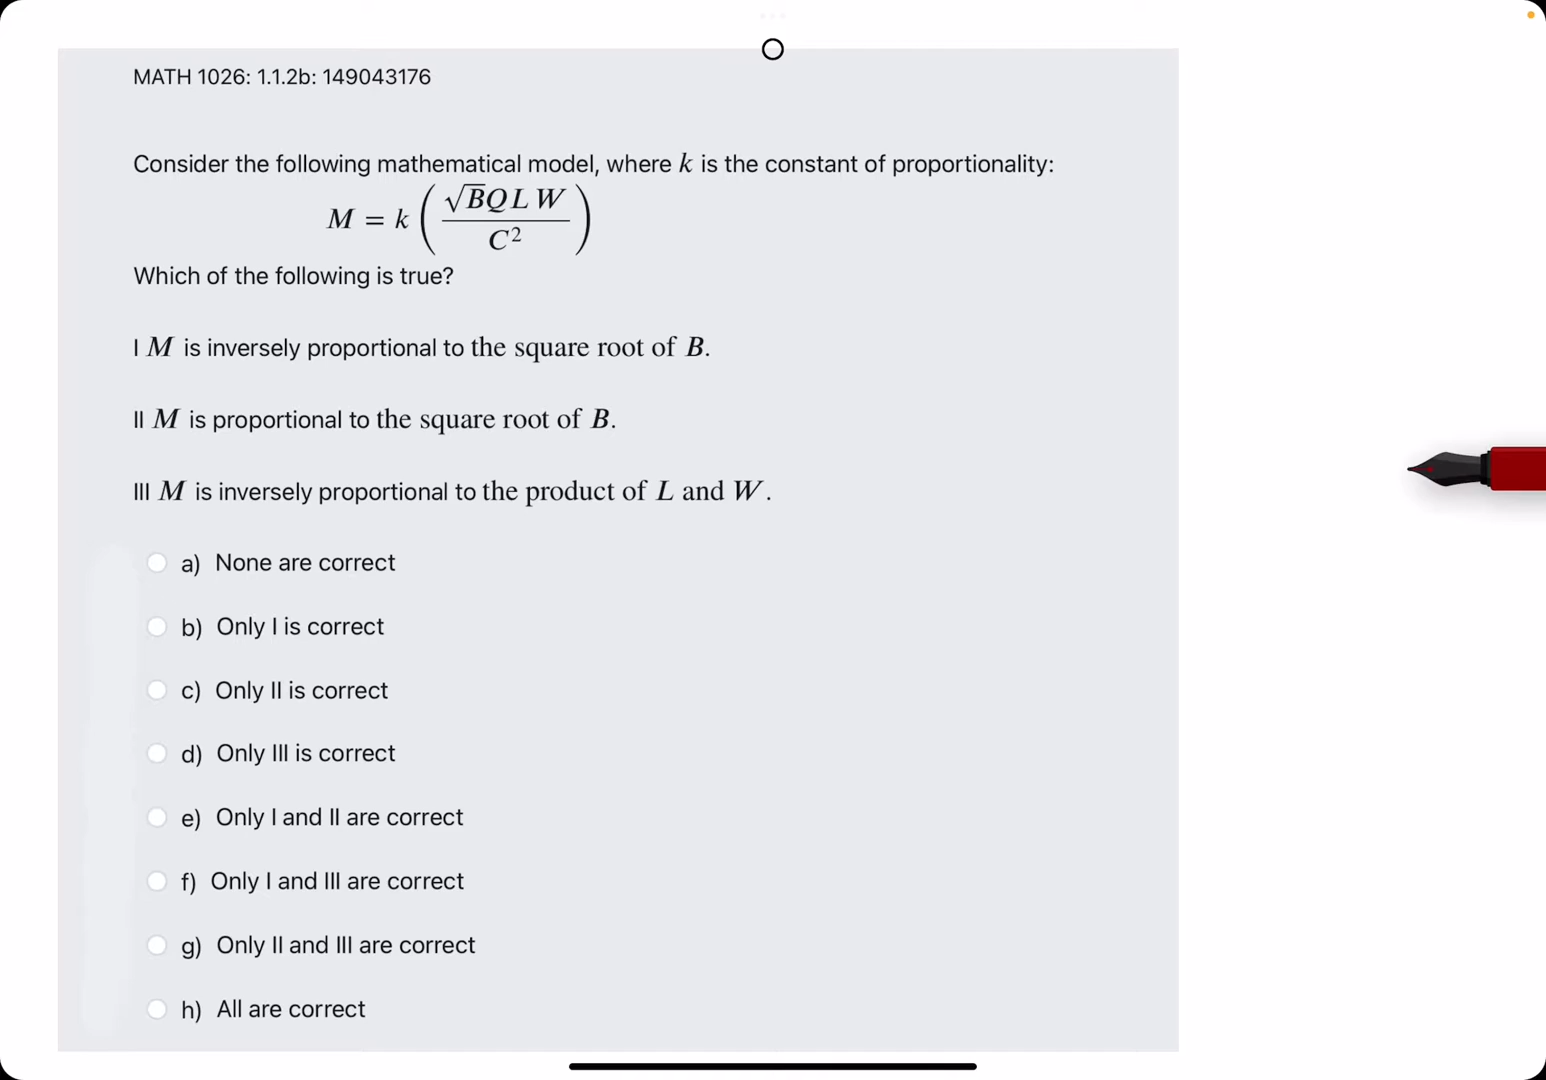 MATH 1026: 1.1.2b: 149043176
Consider the following mathematical model, where k is the constant of proportionality:
M = k ( √B Q L W / C² )
Which of the following is true?
I M is inversely proportional to the square root of B.
II M is proportional to the square root of B.
III M is inversely proportional to the product of L and W.
a) None are correct
b) Only I is correct
c) Only II is correct
d) Only III is correct
e) Only I and II are correct
f) Only I and III are correct
g) Only II and III are correct
h) All are correct